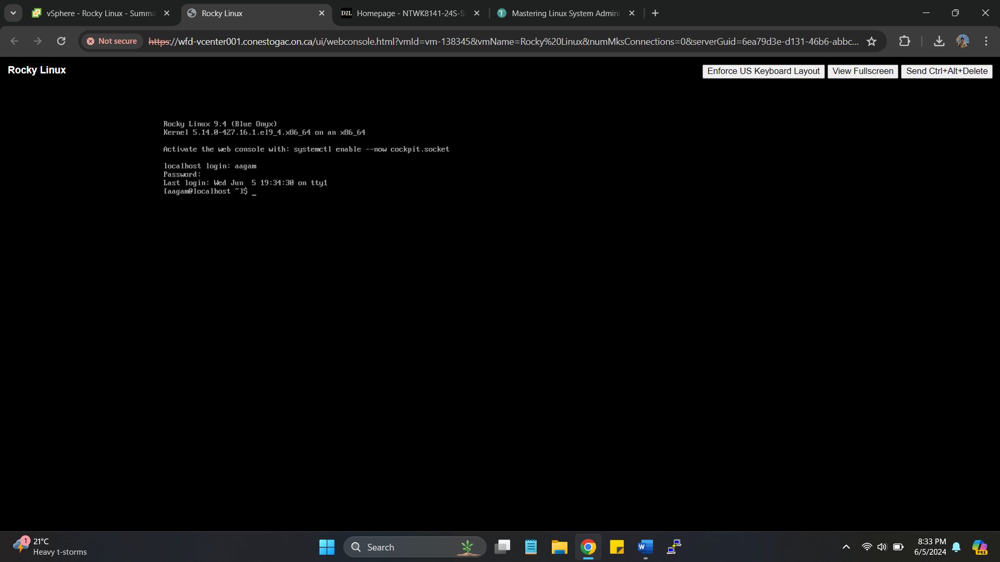 vSphere - Rocky Linux - Summa
Rocky Linux
D2L
Homepage - NTWK8141-24S-Se
T
Mastering Linux System Admini
Not secure
https://wfd-vcenter001.conestogac.on.ca/ui/webconsole.html?vmId=vm-138345&vmName=Rocky%20Linux&numMksConnections=0&serverGuid=6ea79d3e-d131-46b6-abbc...
Rocky Linux
Enforce US Keyboard Layout
View Fullscreen
Send Ctrl+Alt+Delete
Rocky Linux 9.4 (Blue Onyx)
Kernel 5.14.0-427.16.1.el9_4.x86_64 on an x86_64
Activate the web console with: systemctl enable --now cockpit.socket
localhost login: aagam
Password:
Last login: Wed Jun  5 19:34:30 on tty1
[aagam@localhost ~]$ _
1
21°C
Heavy t-storms
Search
W
8:33 PM
6/5/2024
PRE